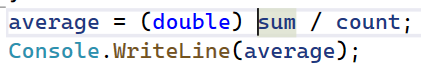 average = (double) sum / count;
Console.WriteLine(average);